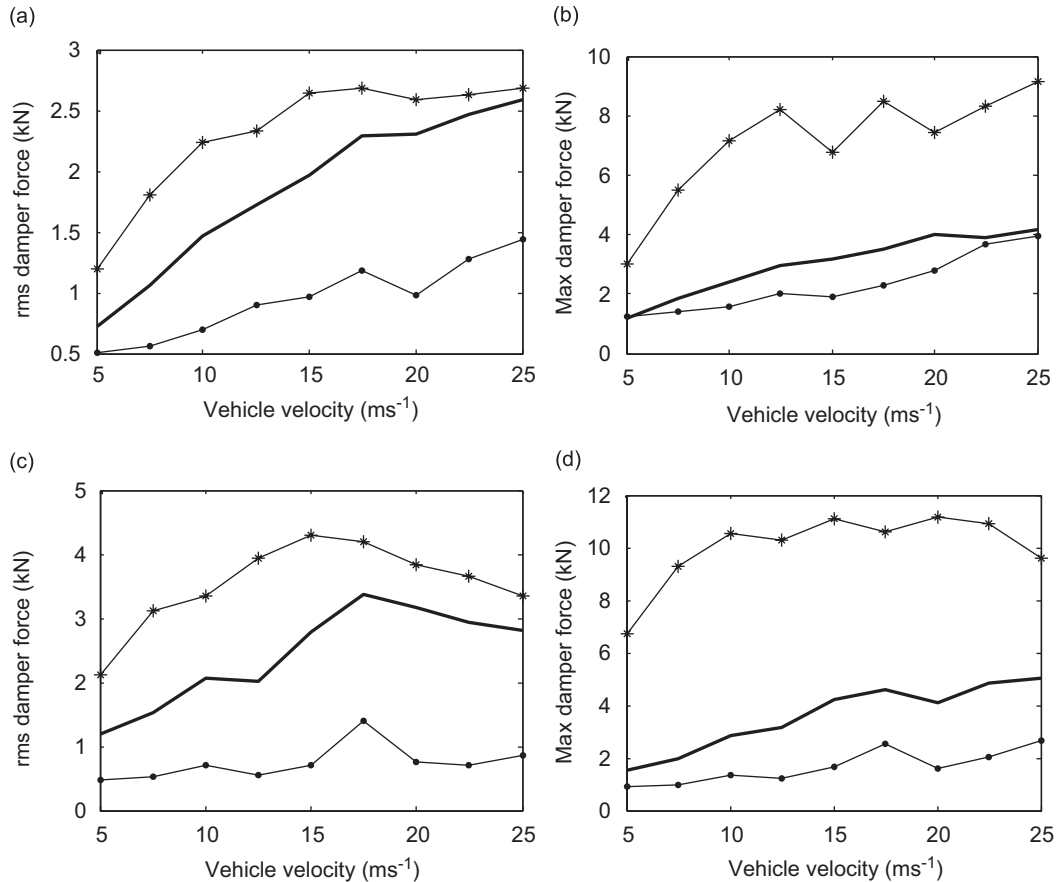 (a)
3
2.5
2
1.5
1
0.5
rms damper force (kN)
5 10 15 20 25
Vehicle velocity (ms⁻¹)
(b)
10
8
6
4
2
0
Max damper force (kN)
5 10 15 20 25
Vehicle velocity (ms⁻¹)
(c)
5
4
3
2
1
0
rms damper force (kN)
5 10 15 20 25
Vehicle velocity (ms⁻¹)
(d)
12
10
8
6
4
2
0
Max damper force (kN)
5 10 15 20 25
Vehicle velocity (ms⁻¹)